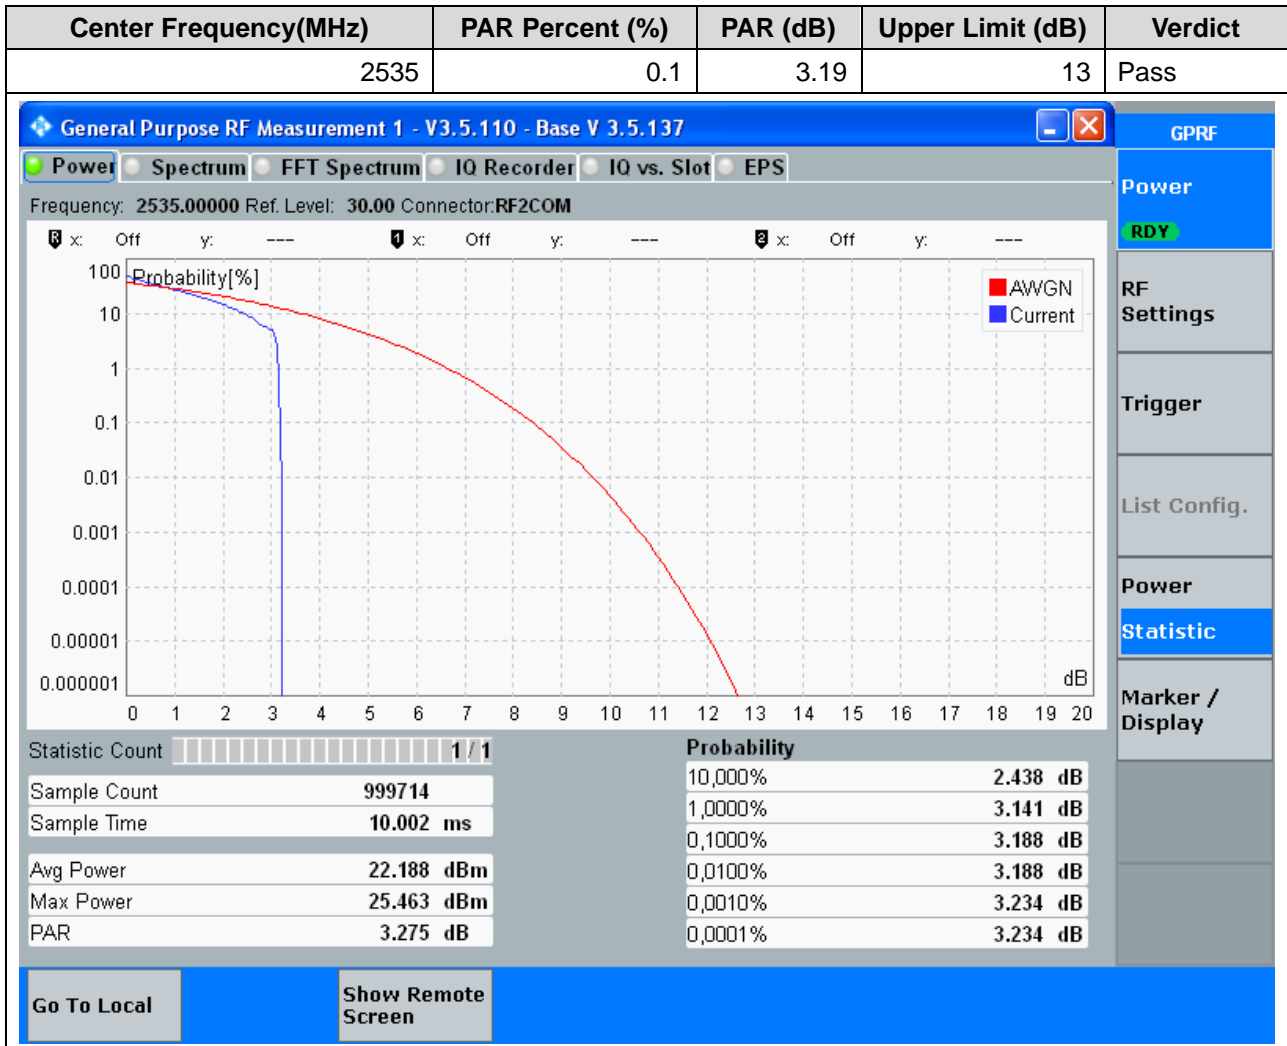 Center Frequency(MHz) PAR Percent (%) PAR (dB) Upper Limit (dB) Verdict
2535 0.1 3.19 13 Pass
General Purpose RF Measurement 1 - V3.5.110 - Base V 3.5.137
GPRF
Power Spectrum FFT Spectrum IQ Recorder IQ vs. Slot EPS
Power
RDY
Frequency: 2535.00000 Ref. Level: 30.00 Connector:RF2COM
R x: Off y: --- 1 x: Off y: --- 2 x: Off y: ---
Probability[%]
AWGN
Current
100
10
1
0.1
0.01
0.001
0.0001
0.00001
0.000001
dB
0 1 2 3 4 5 6 7 8 9 10 11 12 13 14 15 16 17 18 19 20
RF
Settings
Trigger
List Config.
Power
Statistic
Marker /
Display
Statistic Count 1 / 1
Sample Count 999714
Sample Time 10.002 ms
Avg Power 22.188 dBm
Max Power 25.463 dBm
PAR 3.275 dB
Probability
10,000% 2.438 dB
1,0000% 3.141 dB
0,1000% 3.188 dB
0,0100% 3.188 dB
0,0010% 3.234 dB
0,0001% 3.234 dB
Go To Local
Show Remote
Screen